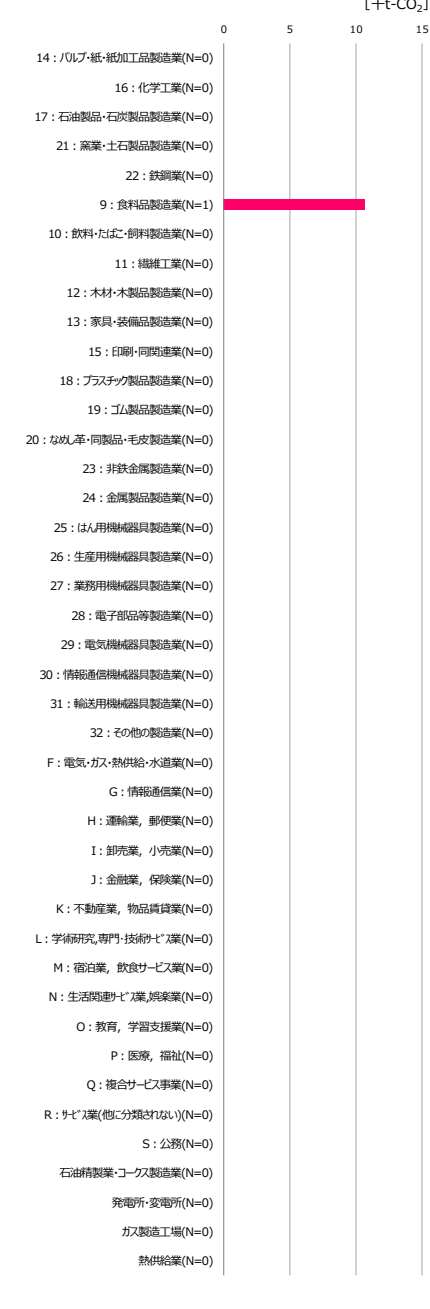 [千t-CO₂]
0 5 10 15
14：パルプ・紙・紙加工品製造業(N=0)
16：化学工業(N=0)
17：石油製品・石炭製品製造業(N=0)
21：窯業・土石製品製造業(N=0)
22：鉄鋼業(N=0)
9：食料品製造業(N=1)
10：飲料・たばこ・飼料製造業(N=0)
11：繊維工業(N=0)
12：木材・木製品製造業(N=0)
13：家具・装備品製造業(N=0)
15：印刷・同関連業(N=0)
18：プラスチック製品製造業(N=0)
19：ゴム製品製造業(N=0)
20：なめし革・同製品・毛皮製造業(N=0)
23：非鉄金属製造業(N=0)
24：金属製品製造業(N=0)
25：はん用機械器具製造業(N=0)
26：生産用機械器具製造業(N=0)
27：業務用機械器具製造業(N=0)
28：電子部品等製造業(N=0)
29：電気機械器具製造業(N=0)
30：情報通信機械器具製造業(N=0)
31：輸送用機械器具製造業(N=0)
32：その他の製造業(N=0)
F：電気・ガス・熱供給・水道業(N=0)
G：情報通信業(N=0)
H：運輸業，郵便業(N=0)
I：卸売業，小売業(N=0)
J：金融業，保険業(N=0)
K：不動産業，物品賃貸業(N=0)
L：学術研究,専門・技術ｻｰﾋﾞｽ業(N=0)
M：宿泊業，飲食サービス業(N=0)
N：生活関連ｻｰﾋﾞｽ業,娯楽業(N=0)
O：教育，学習支援業(N=0)
P：医療，福祉(N=0)
Q：複合サービス事業(N=0)
R：ｻｰﾋﾞｽ業(他に分類されない)(N=0)
S：公務(N=0)
石油精製業・コークス製造業(N=0)
発電所・変電所(N=0)
ガス製造工場(N=0)
熱供給業(N=0)